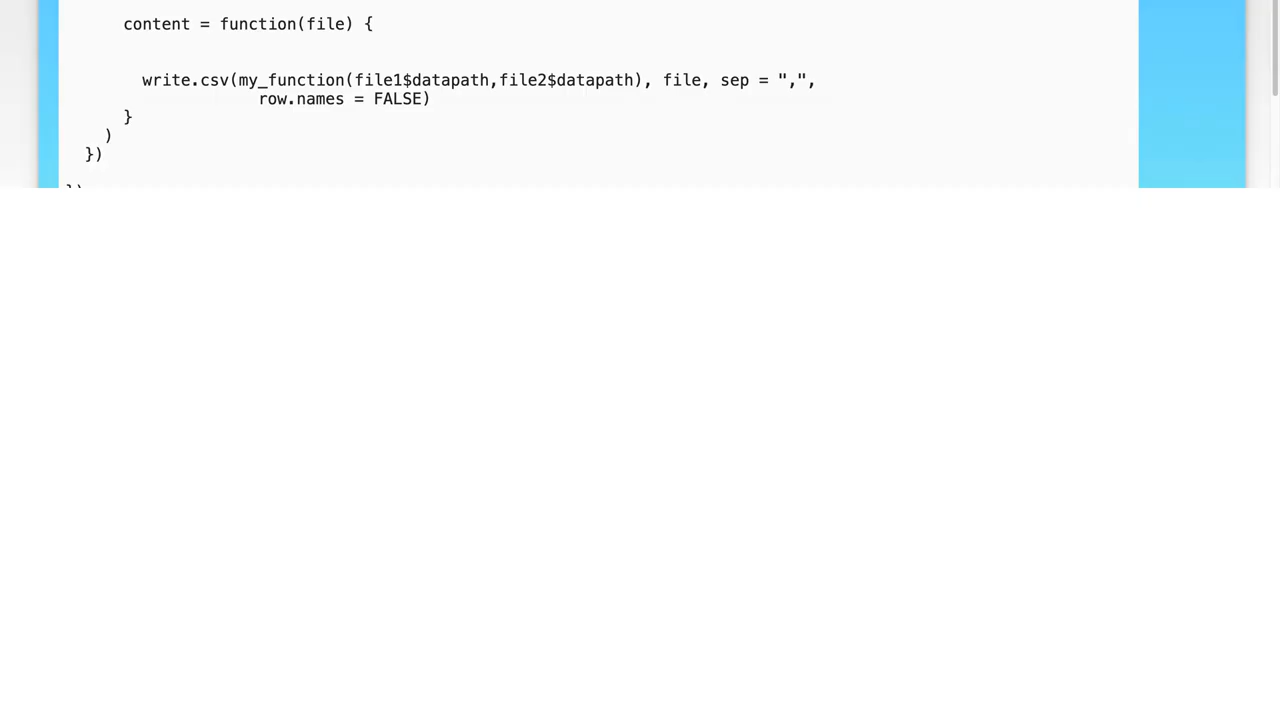 content = function(file) {
write.csv(my_function(file1$datapath,file2$datapath), file, sep = ",",
row.names = FALSE)
}
)
})
})